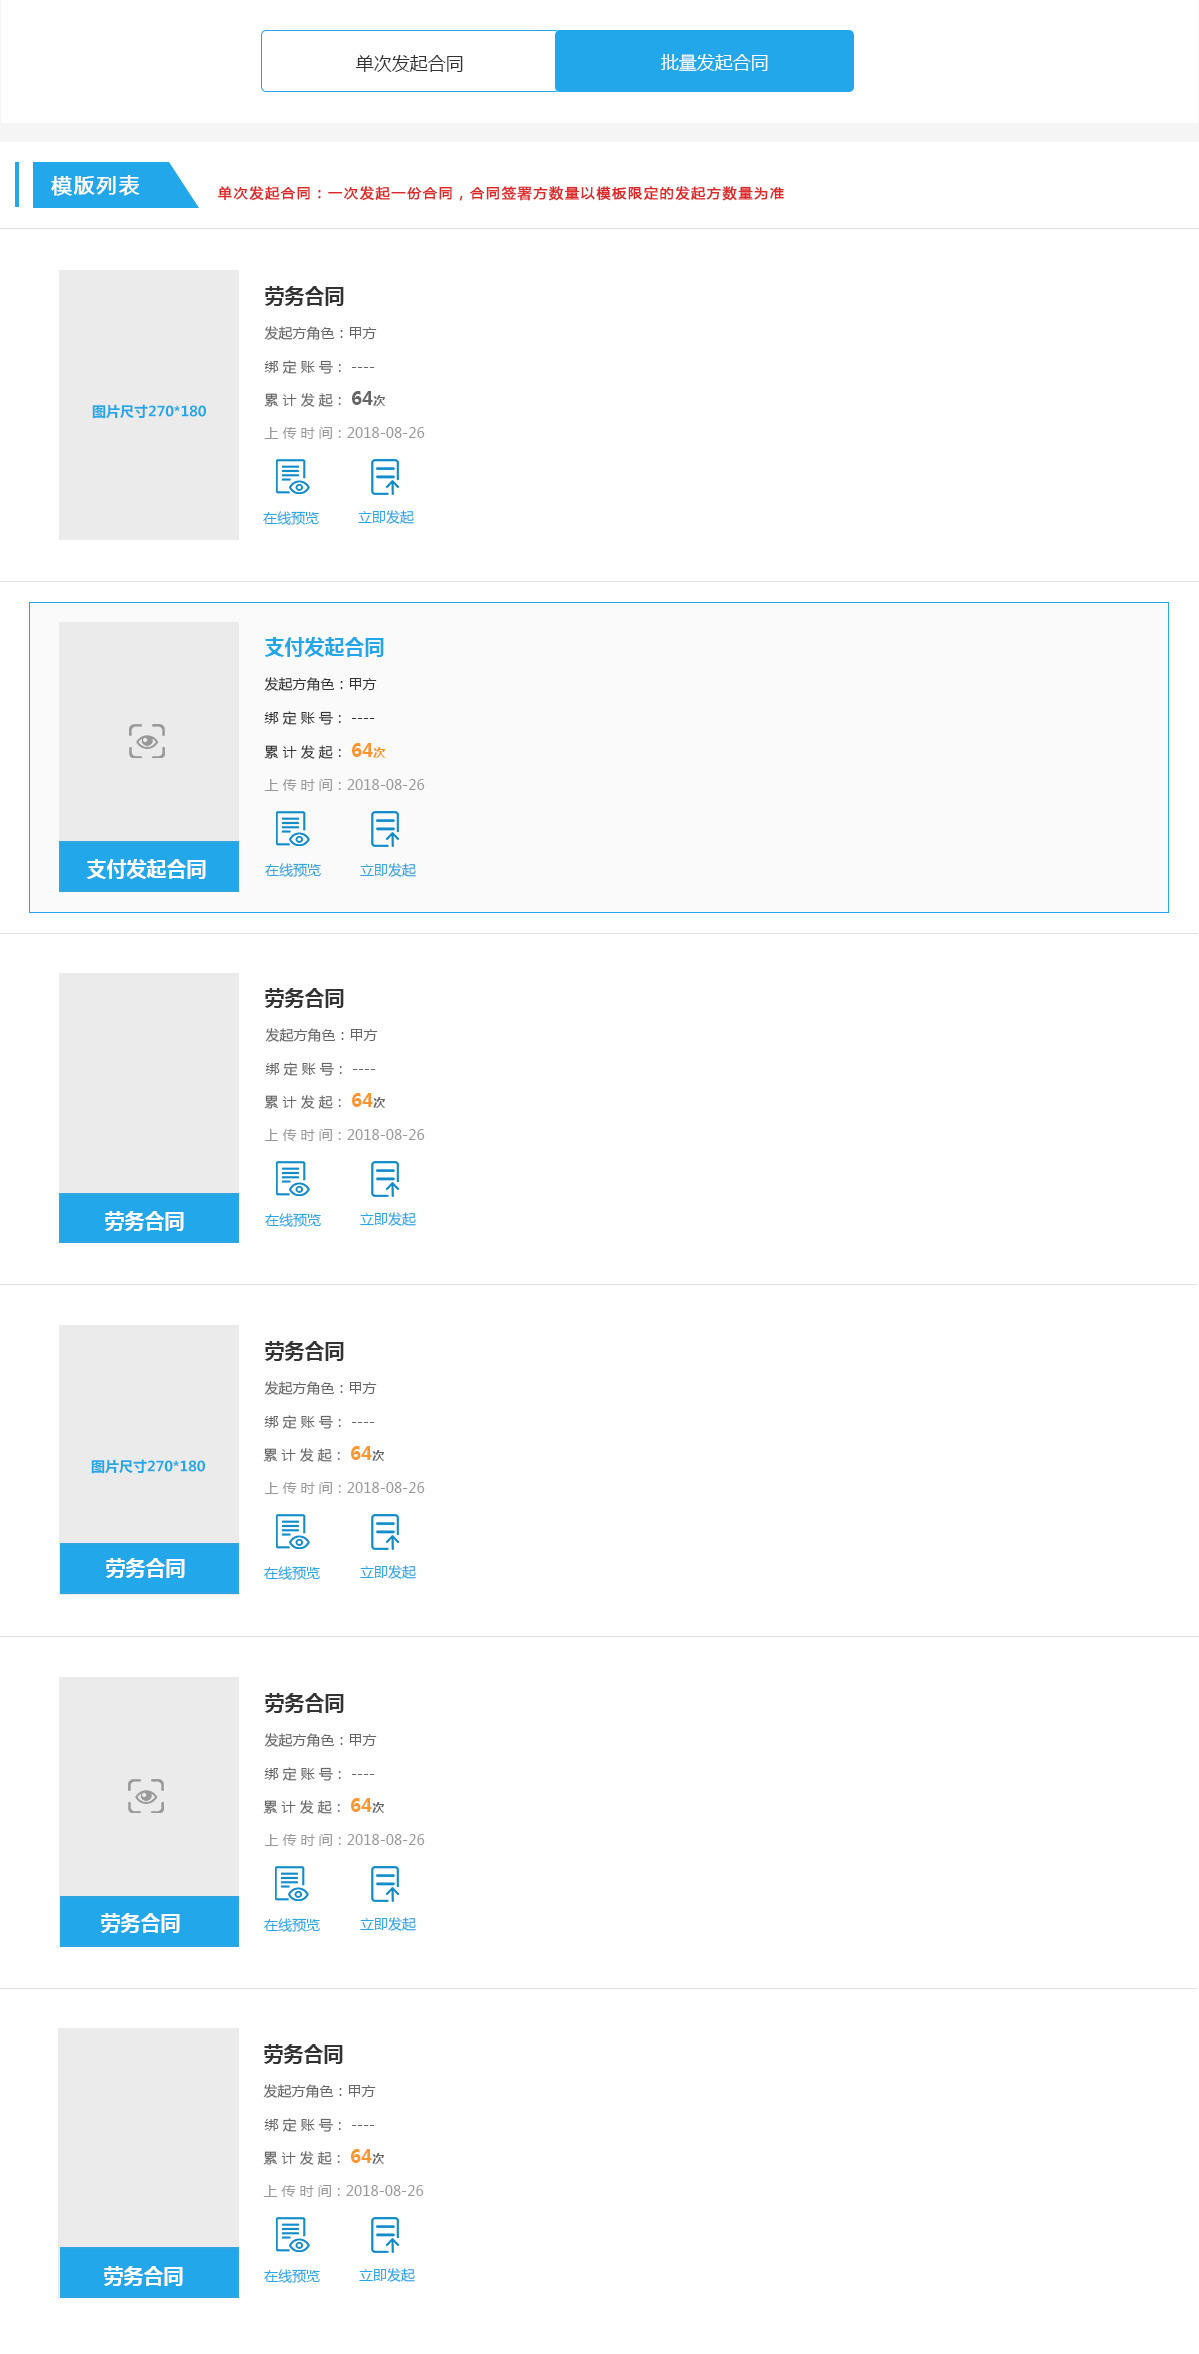 单次发起合同
批量发起合同
模版列表
单次发起合同：一次发起一份合同，合同签署方数量以模板限定的发起方数量为准
图片尺寸270*180
劳务合同
发起方角色：甲方
绑定账号：----
累计发起：64次
上传时间：2018-08-26
在线预览
立即发起
支付发起合同
支付发起合同
发起方角色：甲方
绑定账号：----
累计发起：64次
上传时间：2018-08-26
在线预览
立即发起
劳务合同
劳务合同
发起方角色：甲方
绑定账号：----
累计发起：64次
上传时间：2018-08-26
在线预览
立即发起
图片尺寸270*180
劳务合同
劳务合同
发起方角色：甲方
绑定账号：----
累计发起：64次
上传时间：2018-08-26
在线预览
立即发起
劳务合同
劳务合同
发起方角色：甲方
绑定账号：----
累计发起：64次
上传时间：2018-08-26
在线预览
立即发起
劳务合同
劳务合同
发起方角色：甲方
绑定账号：----
累计发起：64次
上传时间：2018-08-26
在线预览
立即发起